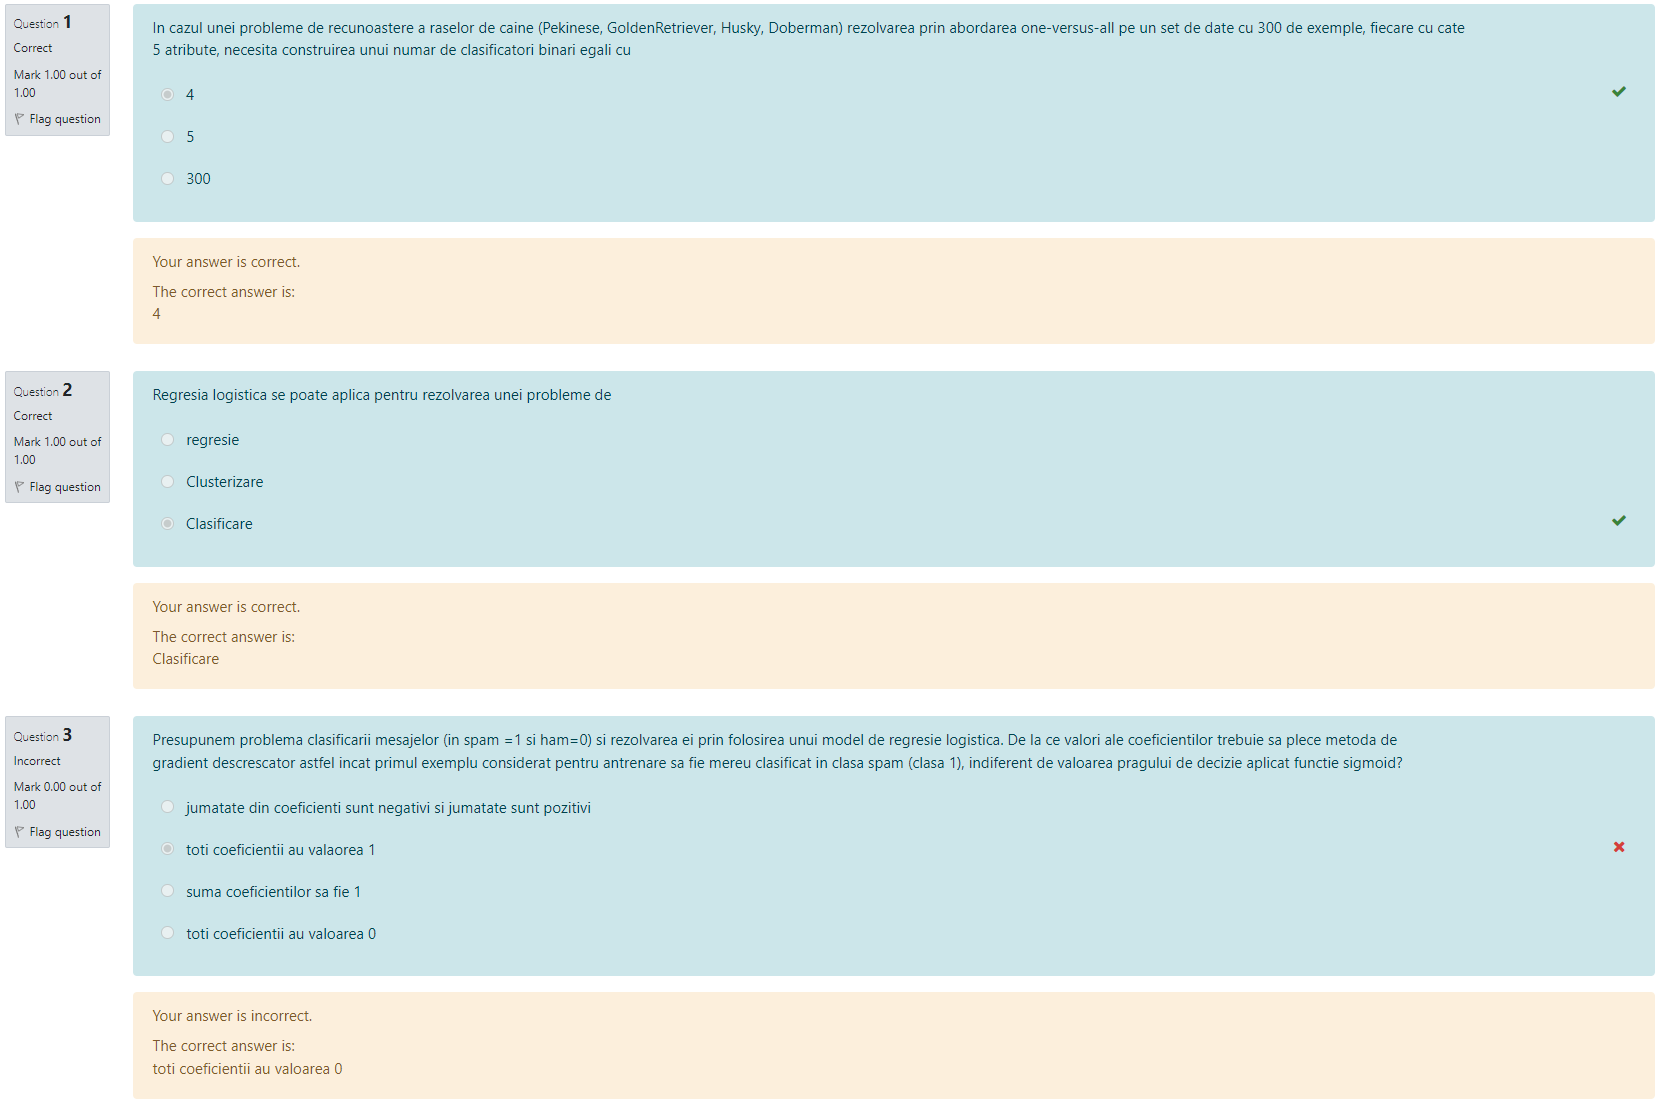 Question 1
Correct
Mark 1.00 out of
1.00
Flag question
In cazul unei probleme de recunoastere a raselor de caine (Pekinese, GoldenRetriever, Husky, Doberman) rezolvarea prin abordarea one-versus-all pe un set de date cu 300 de exemple, fiecare cu cate
5 atribute, necesita construirea unui numar de clasificatori binari egali cu
4
5
300
Your answer is correct.
The correct answer is:
4
Question 2
Correct
Mark 1.00 out of
1.00
Flag question
Regresia logistica se poate aplica pentru rezolvarea unei probleme de
regresie
Clusterizare
Clasificare
Your answer is correct.
The correct answer is:
Clasificare
Question 3
Incorrect
Mark 0.00 out of
1.00
Flag question
Presupunem problema clasificarii mesajelor (in spam =1 si ham=0) si rezolvarea ei prin folosirea unui model de regresie logistica. De la ce valori ale coeficientilor trebuie sa plece metoda de
gradient descrescator astfel incat primul exemplu considerat pentru antrenare sa fie mereu clasificat in clasa spam (clasa 1), indiferent de valoarea pragului de decizie aplicat functie sigmoid?
jumatate din coeficienti sunt negativi si jumatate sunt pozitivi
toti coeficientii au valaorea 1
suma coeficientilor sa fie 1
toti coeficientii au valoarea 0
Your answer is incorrect.
The correct answer is:
toti coeficientii au valoarea 0